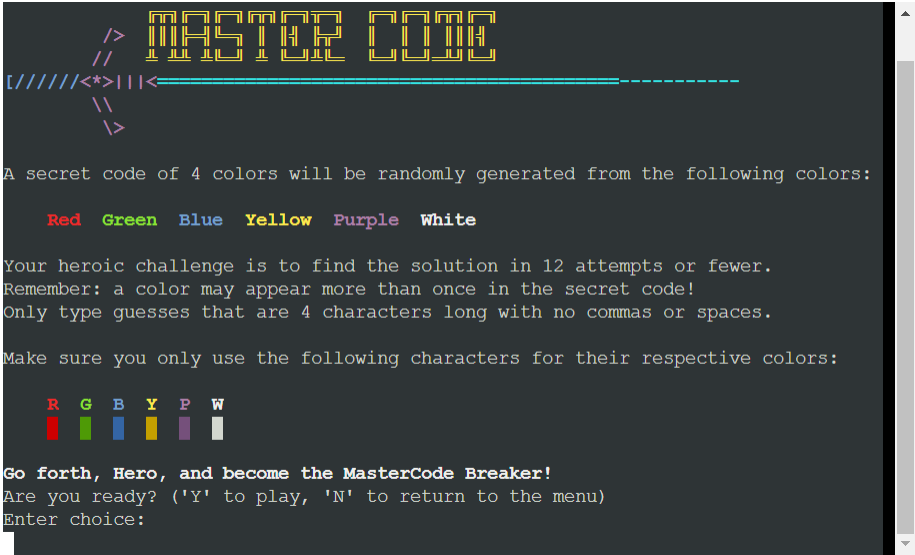 MASTER CODE
/>
//
[//////<*>|||<==========================================-----------
\\
\>
A secret code of 4 colors will be randomly generated from the following colors:
Red Green Blue Yellow Purple White
Your heroic challenge is to find the solution in 12 attempts or fewer.
Remember: a color may appear more than once in the secret code!
Only type guesses that are 4 characters long with no commas or spaces.
Make sure you only use the following characters for their respective colors:
R G B Y P W
Go forth, Hero, and become the MasterCode Breaker!
Are you ready? ('Y' to play, 'N' to return to the menu)
Enter choice: